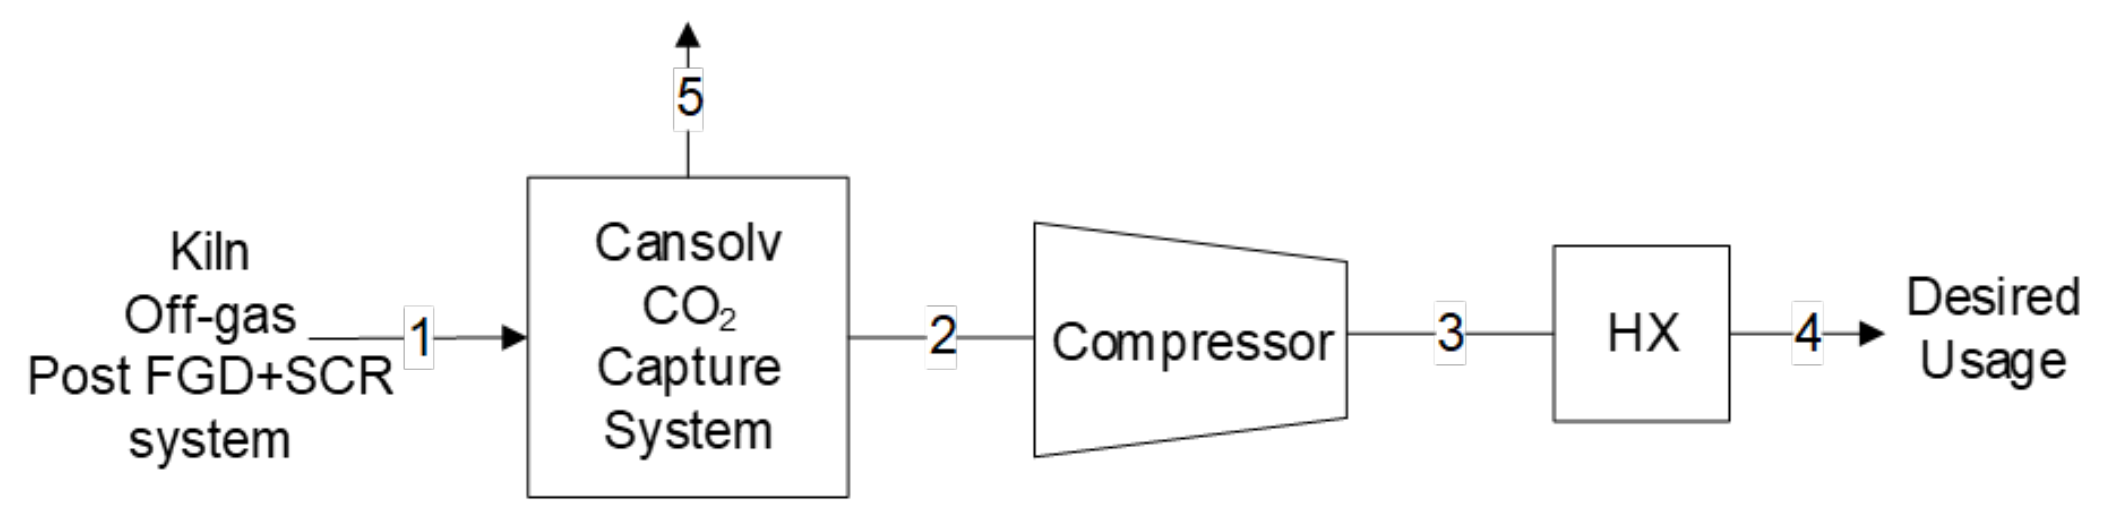 5
Kiln
Off-gas
Post FGD+SCR
system
1
Cansolv
CO₂
Capture
System
2
Compressor
3
HX
4
Desired
Usage